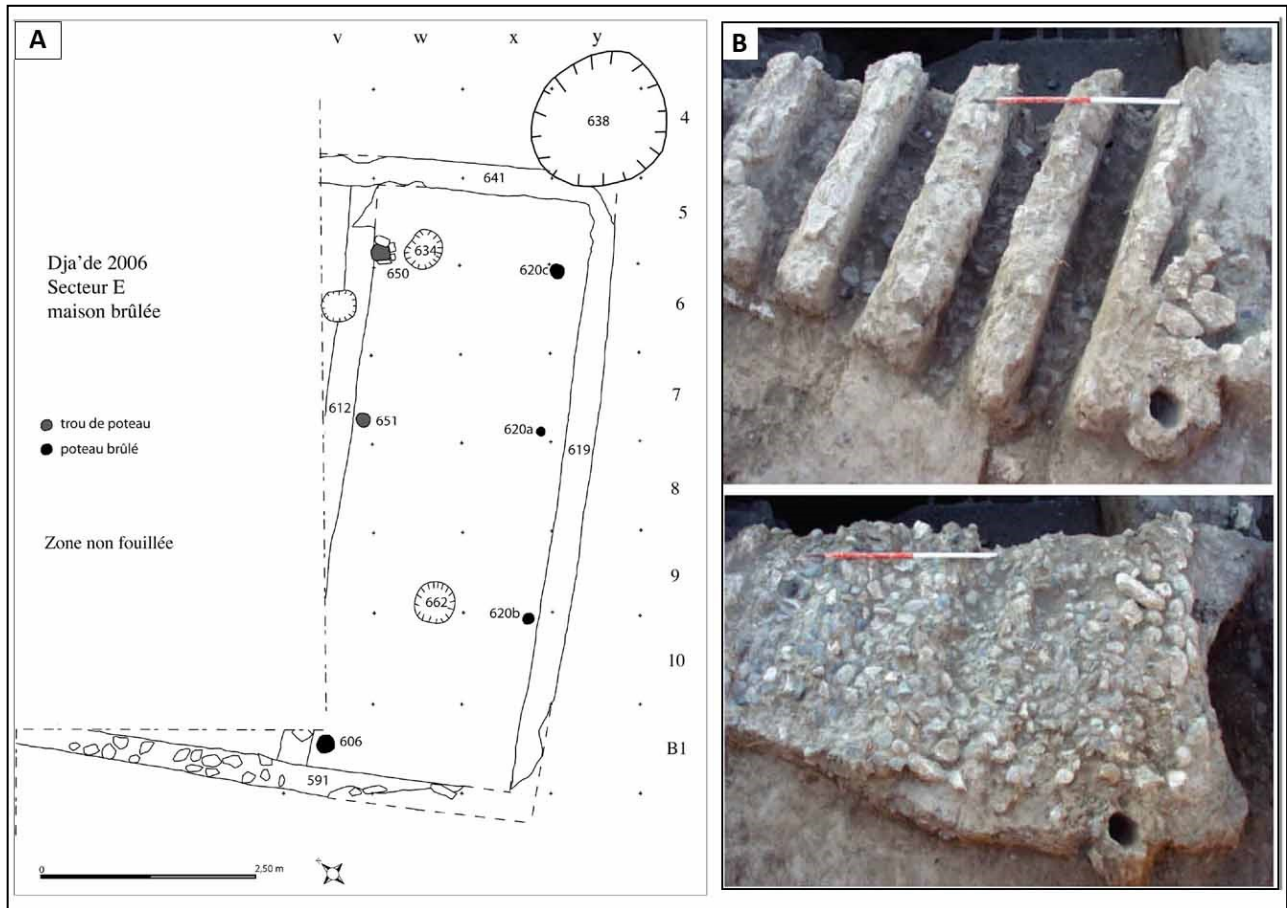 A
B
v w x y
638
4
641
5
634
650
620c
Dja'de 2006
Secteur E
maison brûlée
6
7
trou de poteau
poteau brûlé
612
651
620a
619
8
Zone non fouillée
9
662
620b
10
606
B1
591
0
2,50 m